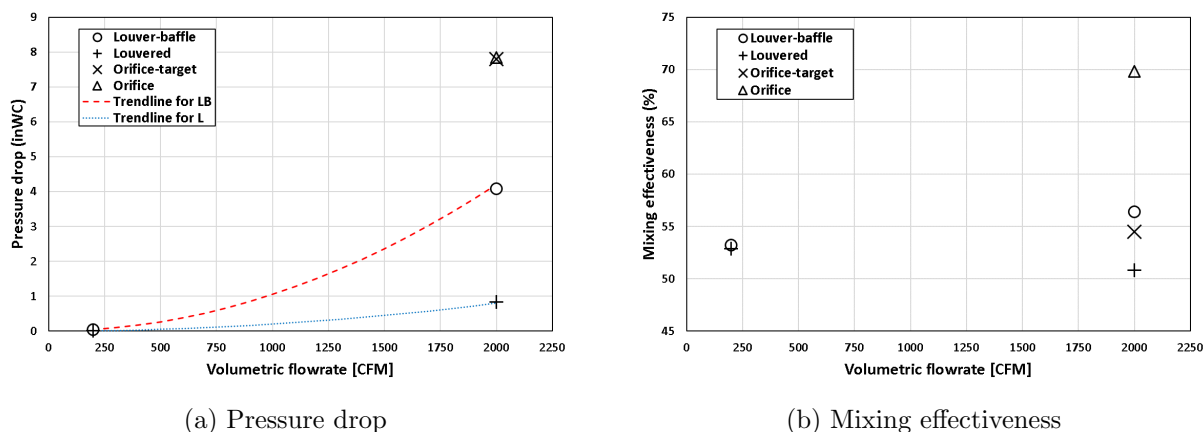 Pressure drop (inWC)
9
8
7
6
5
4
3
2
1
0
Louver-baffle
Louvered
Orifice-target
Orifice
Trendline for LB
Trendline for L
0 250 500 750 1000 1250 1500 1750 2000 2250
Volumetric flowrate [CFM]
(a) Pressure drop
Mixing effectiveness (%)
75
70
65
60
55
50
45
Louver-baffle
Louvered
Orifice-target
Orifice
0 250 500 750 1000 1250 1500 1750 2000 2250
Volumetric flowrate [CFM]
(b) Mixing effectiveness